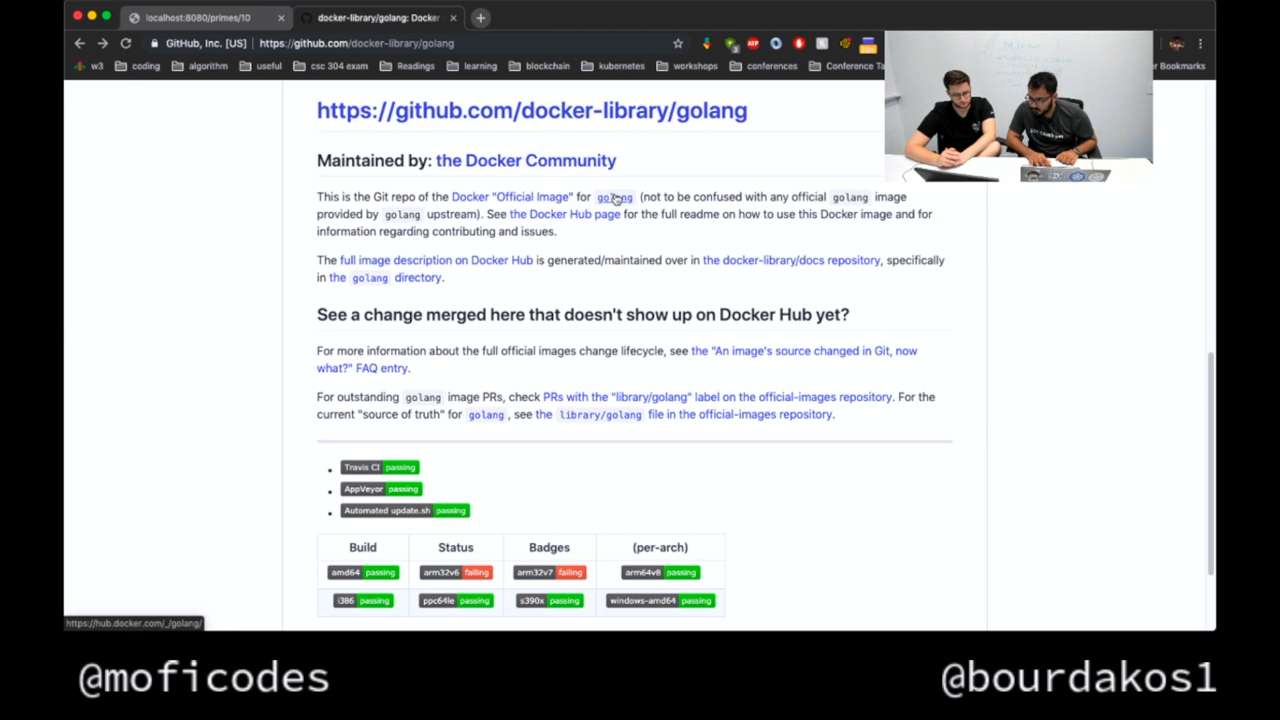 localhost:8080/primes/10
docker-library/golang: Docker
GitHub, Inc. [US] | https://github.com/docker-library/golang
w3 coding algorithm useful csc 304 exam Readings learning blockchain kubernetes workshops conferences Conference Ta
er Bookmarks
https://github.com/docker-library/golang
Maintained by: the Docker Community
This is the Git repo of the Docker "Official Image" for golang (not to be confused with any official golang image
provided by golang upstream). See the Docker Hub page for the full readme on how to use this Docker image and for
information regarding contributing and issues.
The full image description on Docker Hub is generated/maintained over in the docker-library/docs repository, specifically
in the golang directory.
See a change merged here that doesn't show up on Docker Hub yet?
For more information about the full official images change lifecycle, see the "An image's source changed in Git, now
what?" FAQ entry.
For outstanding golang image PRs, check PRs with the "library/golang" label on the official-images repository. For the
current "source of truth" for golang, see the library/golang file in the official-images repository.
Travis CI passing
AppVeyor passing
Automated update.sh passing
Build Status Badges (per-arch)
amd64 passing arm32v6 failing arm32v7 failing arm64v8 passing
i386 passing ppc64le passing s390x passing windows-amd64 passing
https://hub.docker.com/_/golang/
@moficodes
@bourdakos1